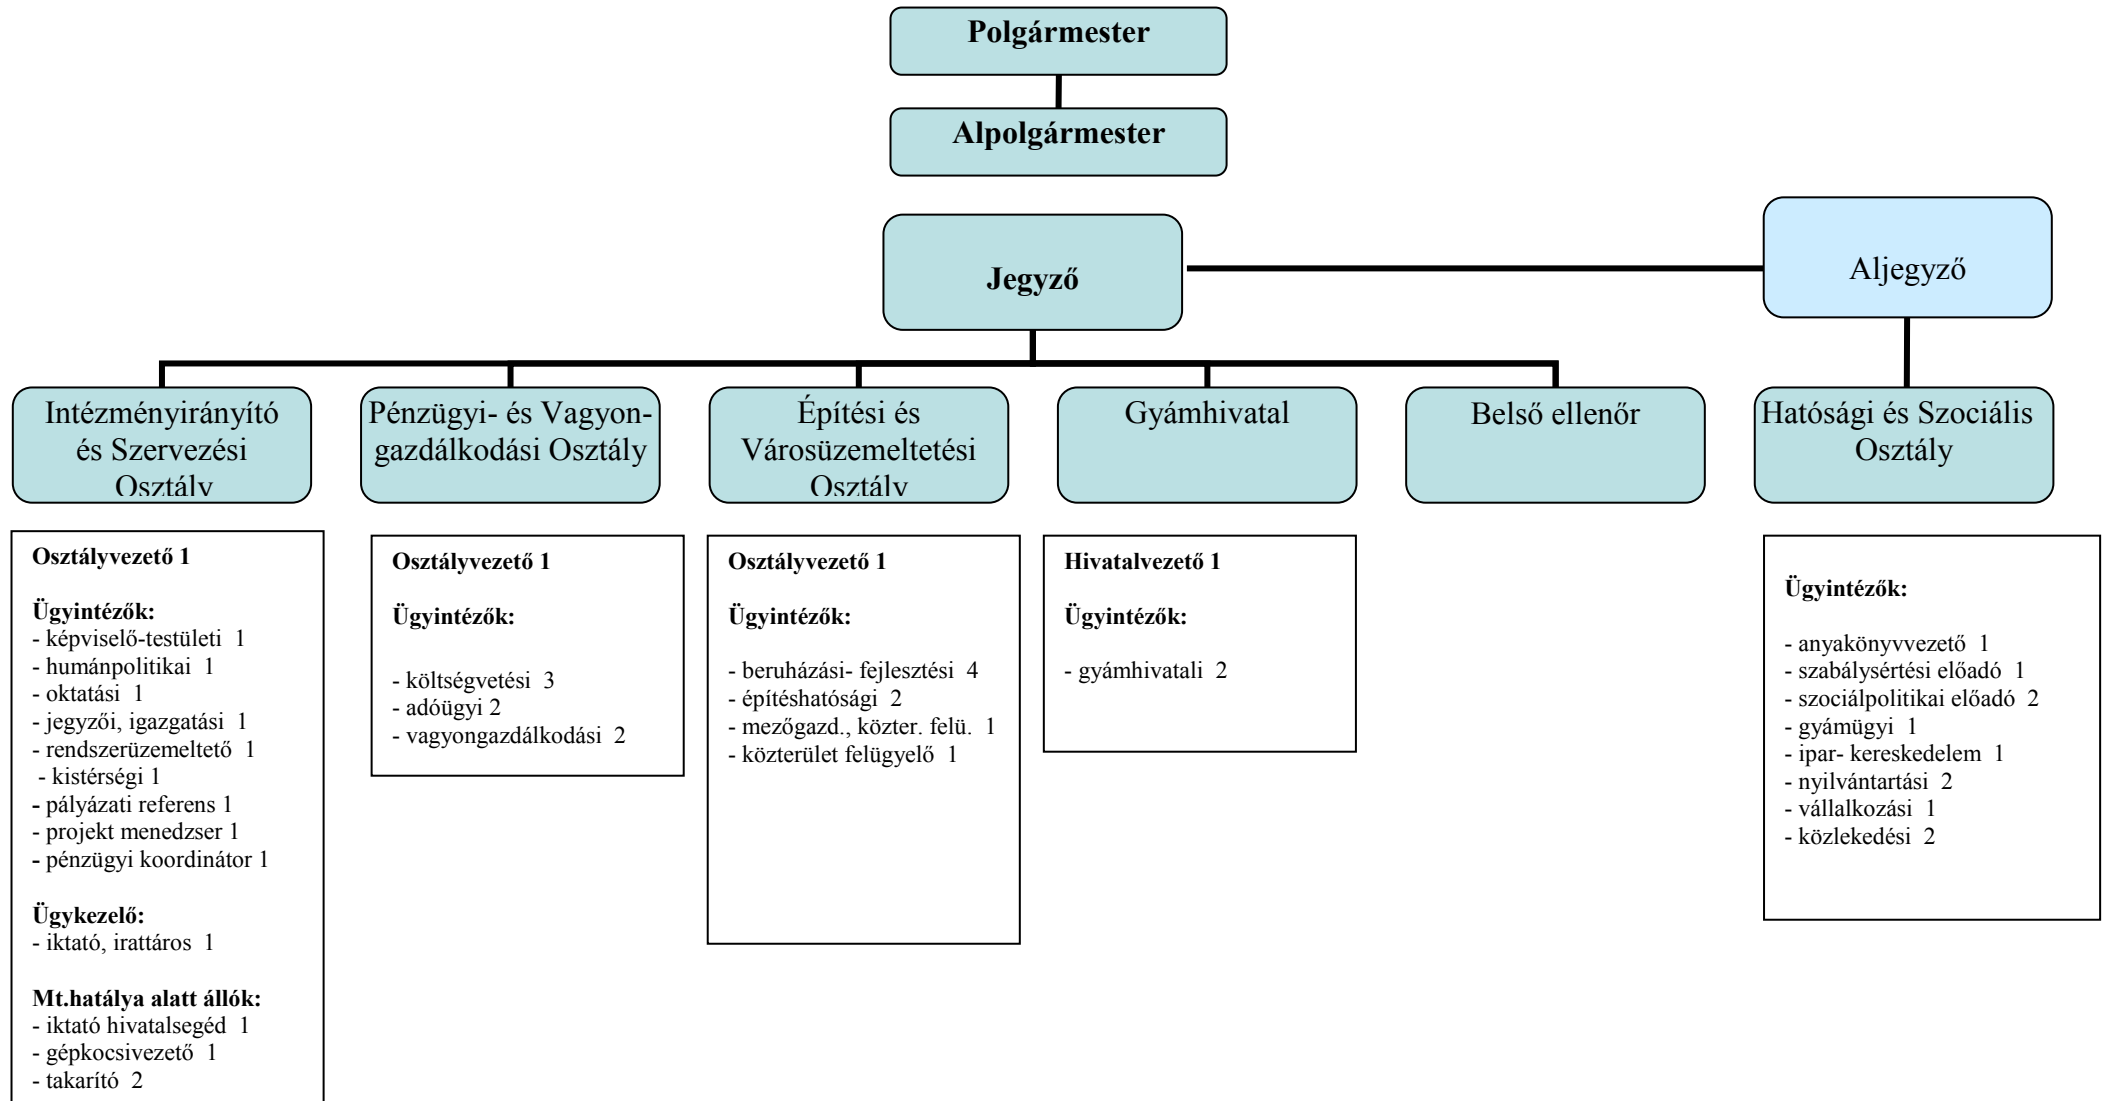 Polgármester
Alpolgármester
Jegyző
Aljegyző
Intézményirányító
és Szervezési
Osztály
Pénzügyi- és Vagyon-
gazdálkodási Osztály
Építési és
Városüzemeltetési
Osztály
Gyámhivatal
Belső ellenőr
Hatósági és Szociális
Osztály
Osztályvezető 1
Ügyintézők:
- képviselő-testületi 1
- humánpolitikai 1
- oktatási 1
- jegyzői, igazgatási 1
- rendszerüzemeltető 1
- kistérségi 1
- pályázati referens 1
- projekt menedzser 1
- pénzügyi koordinátor 1
Ügykezelő:
- iktató, irattáros 1
Mt.hatálya alatt állók:
- iktató hivatalsegéd 1
- gépkocsivezető 1
- takarító 2
Osztályvezető 1
Ügyintézők:
- költségvetési 3
- adóügyi 2
- vagyongazdálkodási 2
Osztályvezető 1
Ügyintézők:
- beruházási- fejlesztési 4
- építéshatósági 2
- mezőgazd., közter. felü. 1
- közterület felügyelő 1
Hivatalvezető 1
Ügyintézők:
- gyámhivatali 2
Ügyintézők:
- anyakönyvvezető 1
- szabálysértési előadó 1
- szociálpolitikai előadó 2
- gyámügyi 1
- ipar- kereskedelem 1
- nyilvántartási 2
- vállalkozási 1
- közlekedési 2